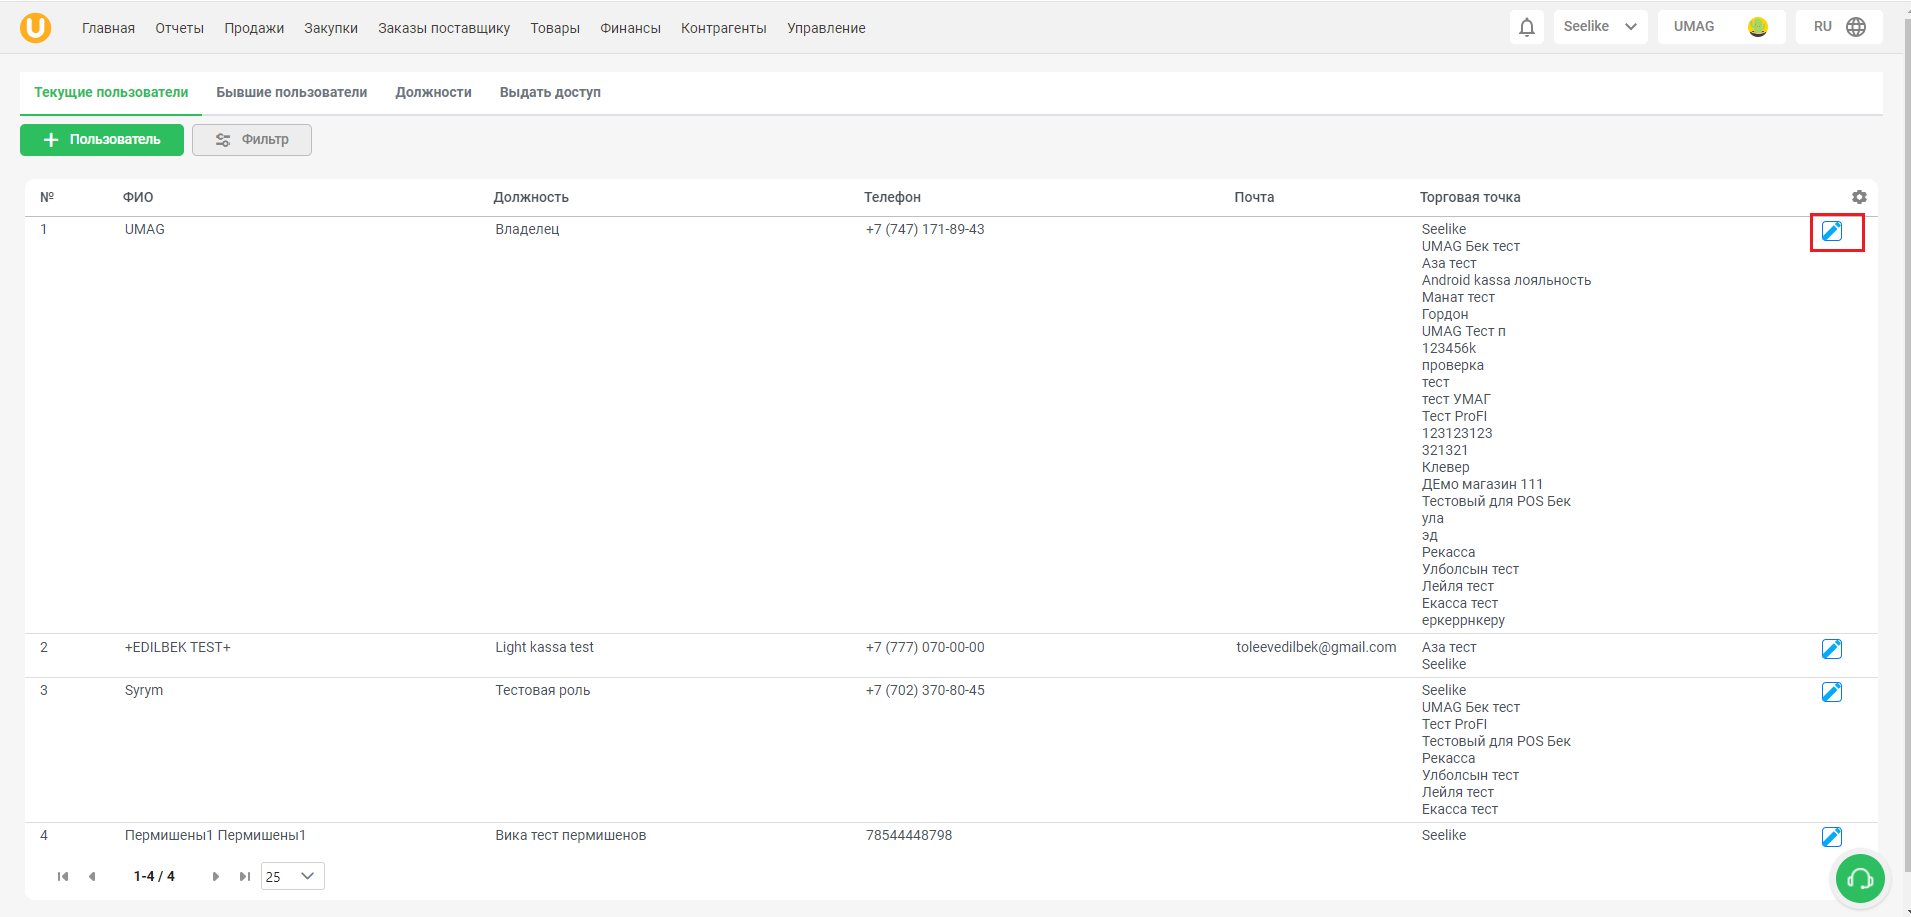 U Главная Отчеты Продажи Закупки Заказы поставщику Товары Финансы Контрагенты Управление Seelike UMAG RU
Текущие пользователи Бывшие пользователи Должности Выдать доступ
+ Пользователь Фильтр
№ ФИО Должность Телефон Почта Торговая точка
1 UMAG Владелец +7 (747) 171-89-43 Seelike
UMAG Бек тест
Аза тест
Android kassa лояльность
Манат тест
Гордон
UMAG Тест п
123456k
проверка
тест
тест УМАГ
Тест ProFI
123123123
321321
Клевер
ДЕмо магазин 111
Тестовый для POS Бек
ула
эд
Рекасса
Улболсын тест
Лейля тест
Екасса тест
еркеррнкеру
2 +EDILBEK TEST+ Light kassa test +7 (777) 070-00-00 toleevedilbek@gmail.com Аза тест
Seelike
3 Syrym Тестовая роль +7 (702) 370-80-45 Seelike
UMAG Бек тест
Тест ProFI
Тестовый для POS Бек
Рекасса
Улболсын тест
Лейля тест
Екасса тест
4 Пермишены1 Пермишены1 Вика тест пермишенов 78544448798 Seelike
1-4 / 4 25